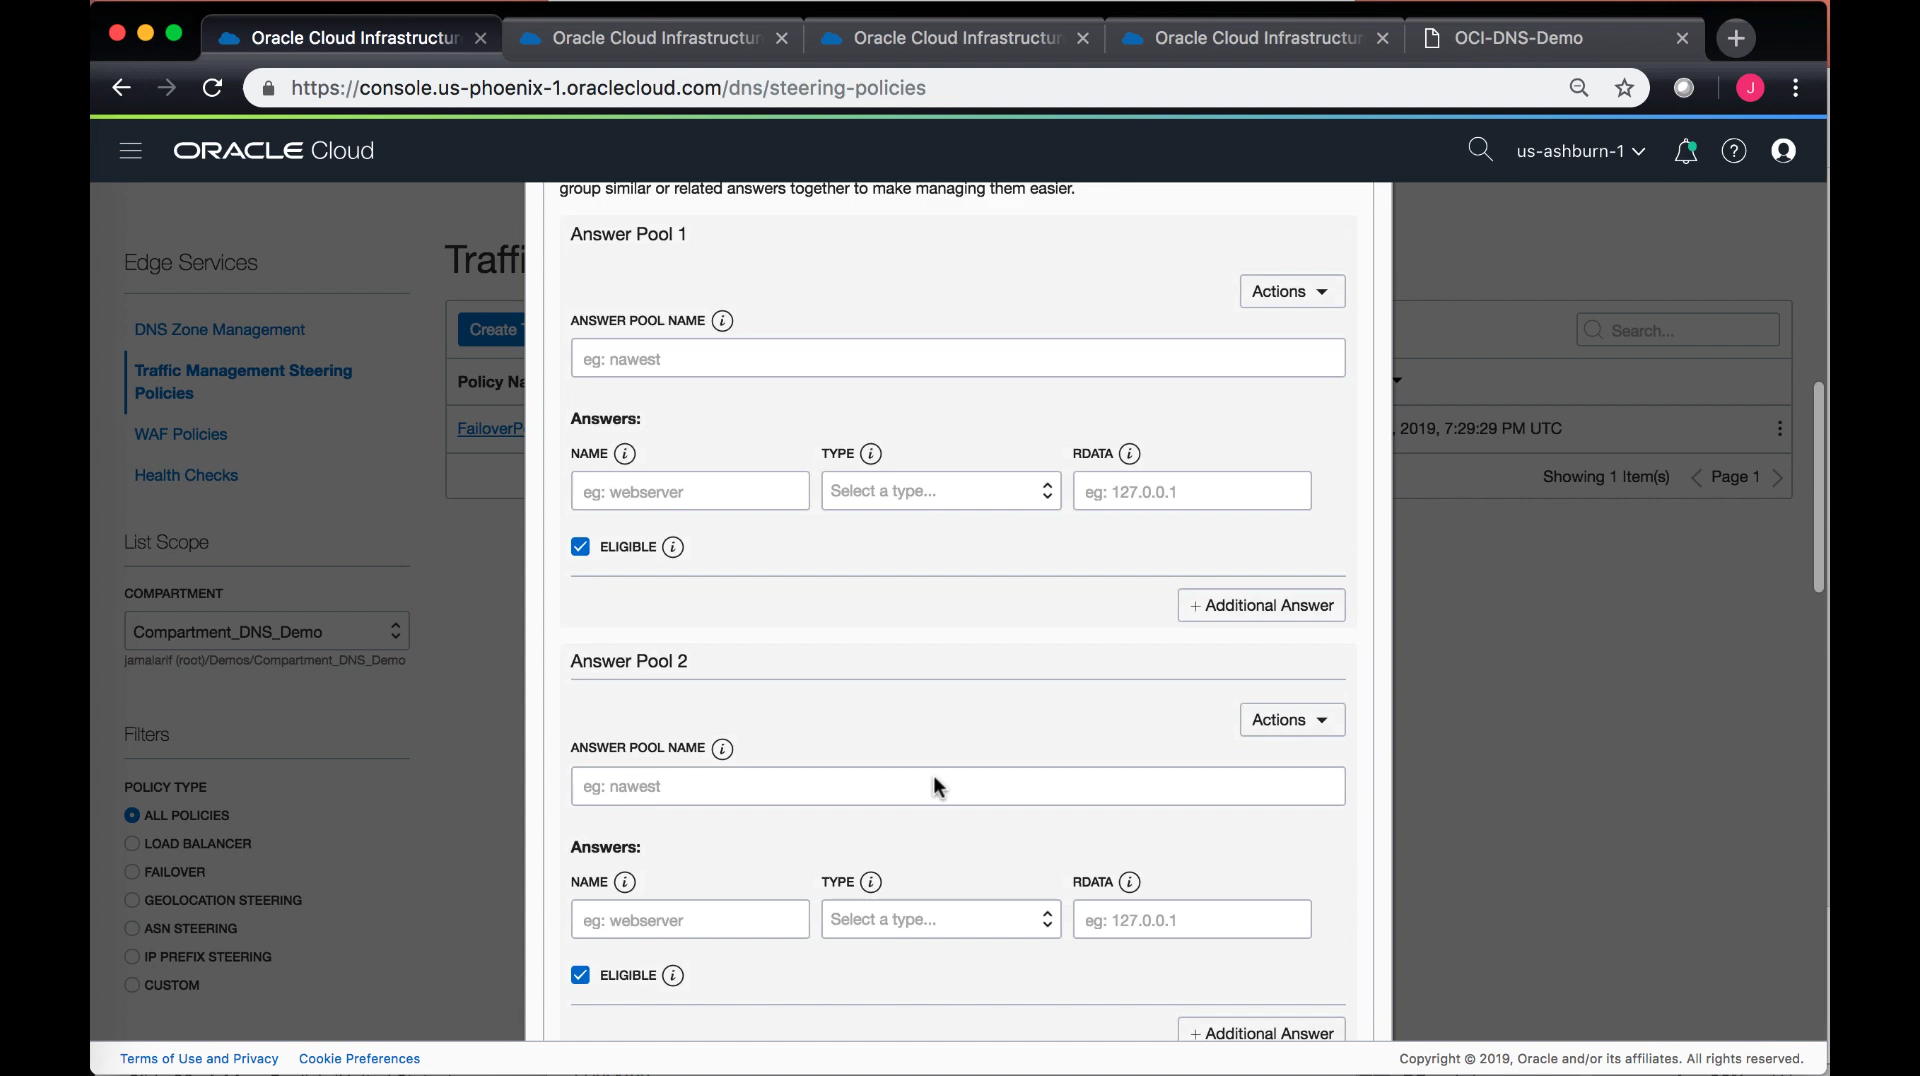 Oracle Cloud Infrastructur
Oracle Cloud Infrastructur
Oracle Cloud Infrastructur
Oracle Cloud Infrastructur
OCI-DNS-Demo
https://console.us-phoenix-1.oraclecloud.com/dns/steering-policies
J
ORACLE Cloud
us-ashburn-1
group similar or related answers together to make managing them easier.
Edge Services
DNS Zone Management
Traffic Management Steering
Policies
WAF Policies
Health Checks
List Scope
COMPARTMENT
Compartment_DNS_Demo
jamalarif (root)/Demos/Compartment_DNS_Demo
Filters
POLICY TYPE
ALL POLICIES
LOAD BALANCER
FAILOVER
GEOLOCATION STEERING
ASN STEERING
IP PREFIX STEERING
CUSTOM
Traffi
Create T
Policy Na
FailoverP
Search...
, 2019, 7:29:29 PM UTC
Showing 1 Item(s) < Page 1 >
Answer Pool 1
Actions
ANSWER POOL NAME i
eg: nawest
Answers:
NAME i TYPE i RDATA i
eg: webserver Select a type... eg: 127.0.0.1
ELIGIBLE i
+ Additional Answer
Answer Pool 2
Actions
ANSWER POOL NAME i
eg: nawest
Answers:
NAME i TYPE i RDATA i
eg: webserver Select a type... eg: 127.0.0.1
ELIGIBLE i
+ Additional Answer
Terms of Use and Privacy Cookie Preferences
Copyright © 2019, Oracle and/or its affiliates. All rights reserved.